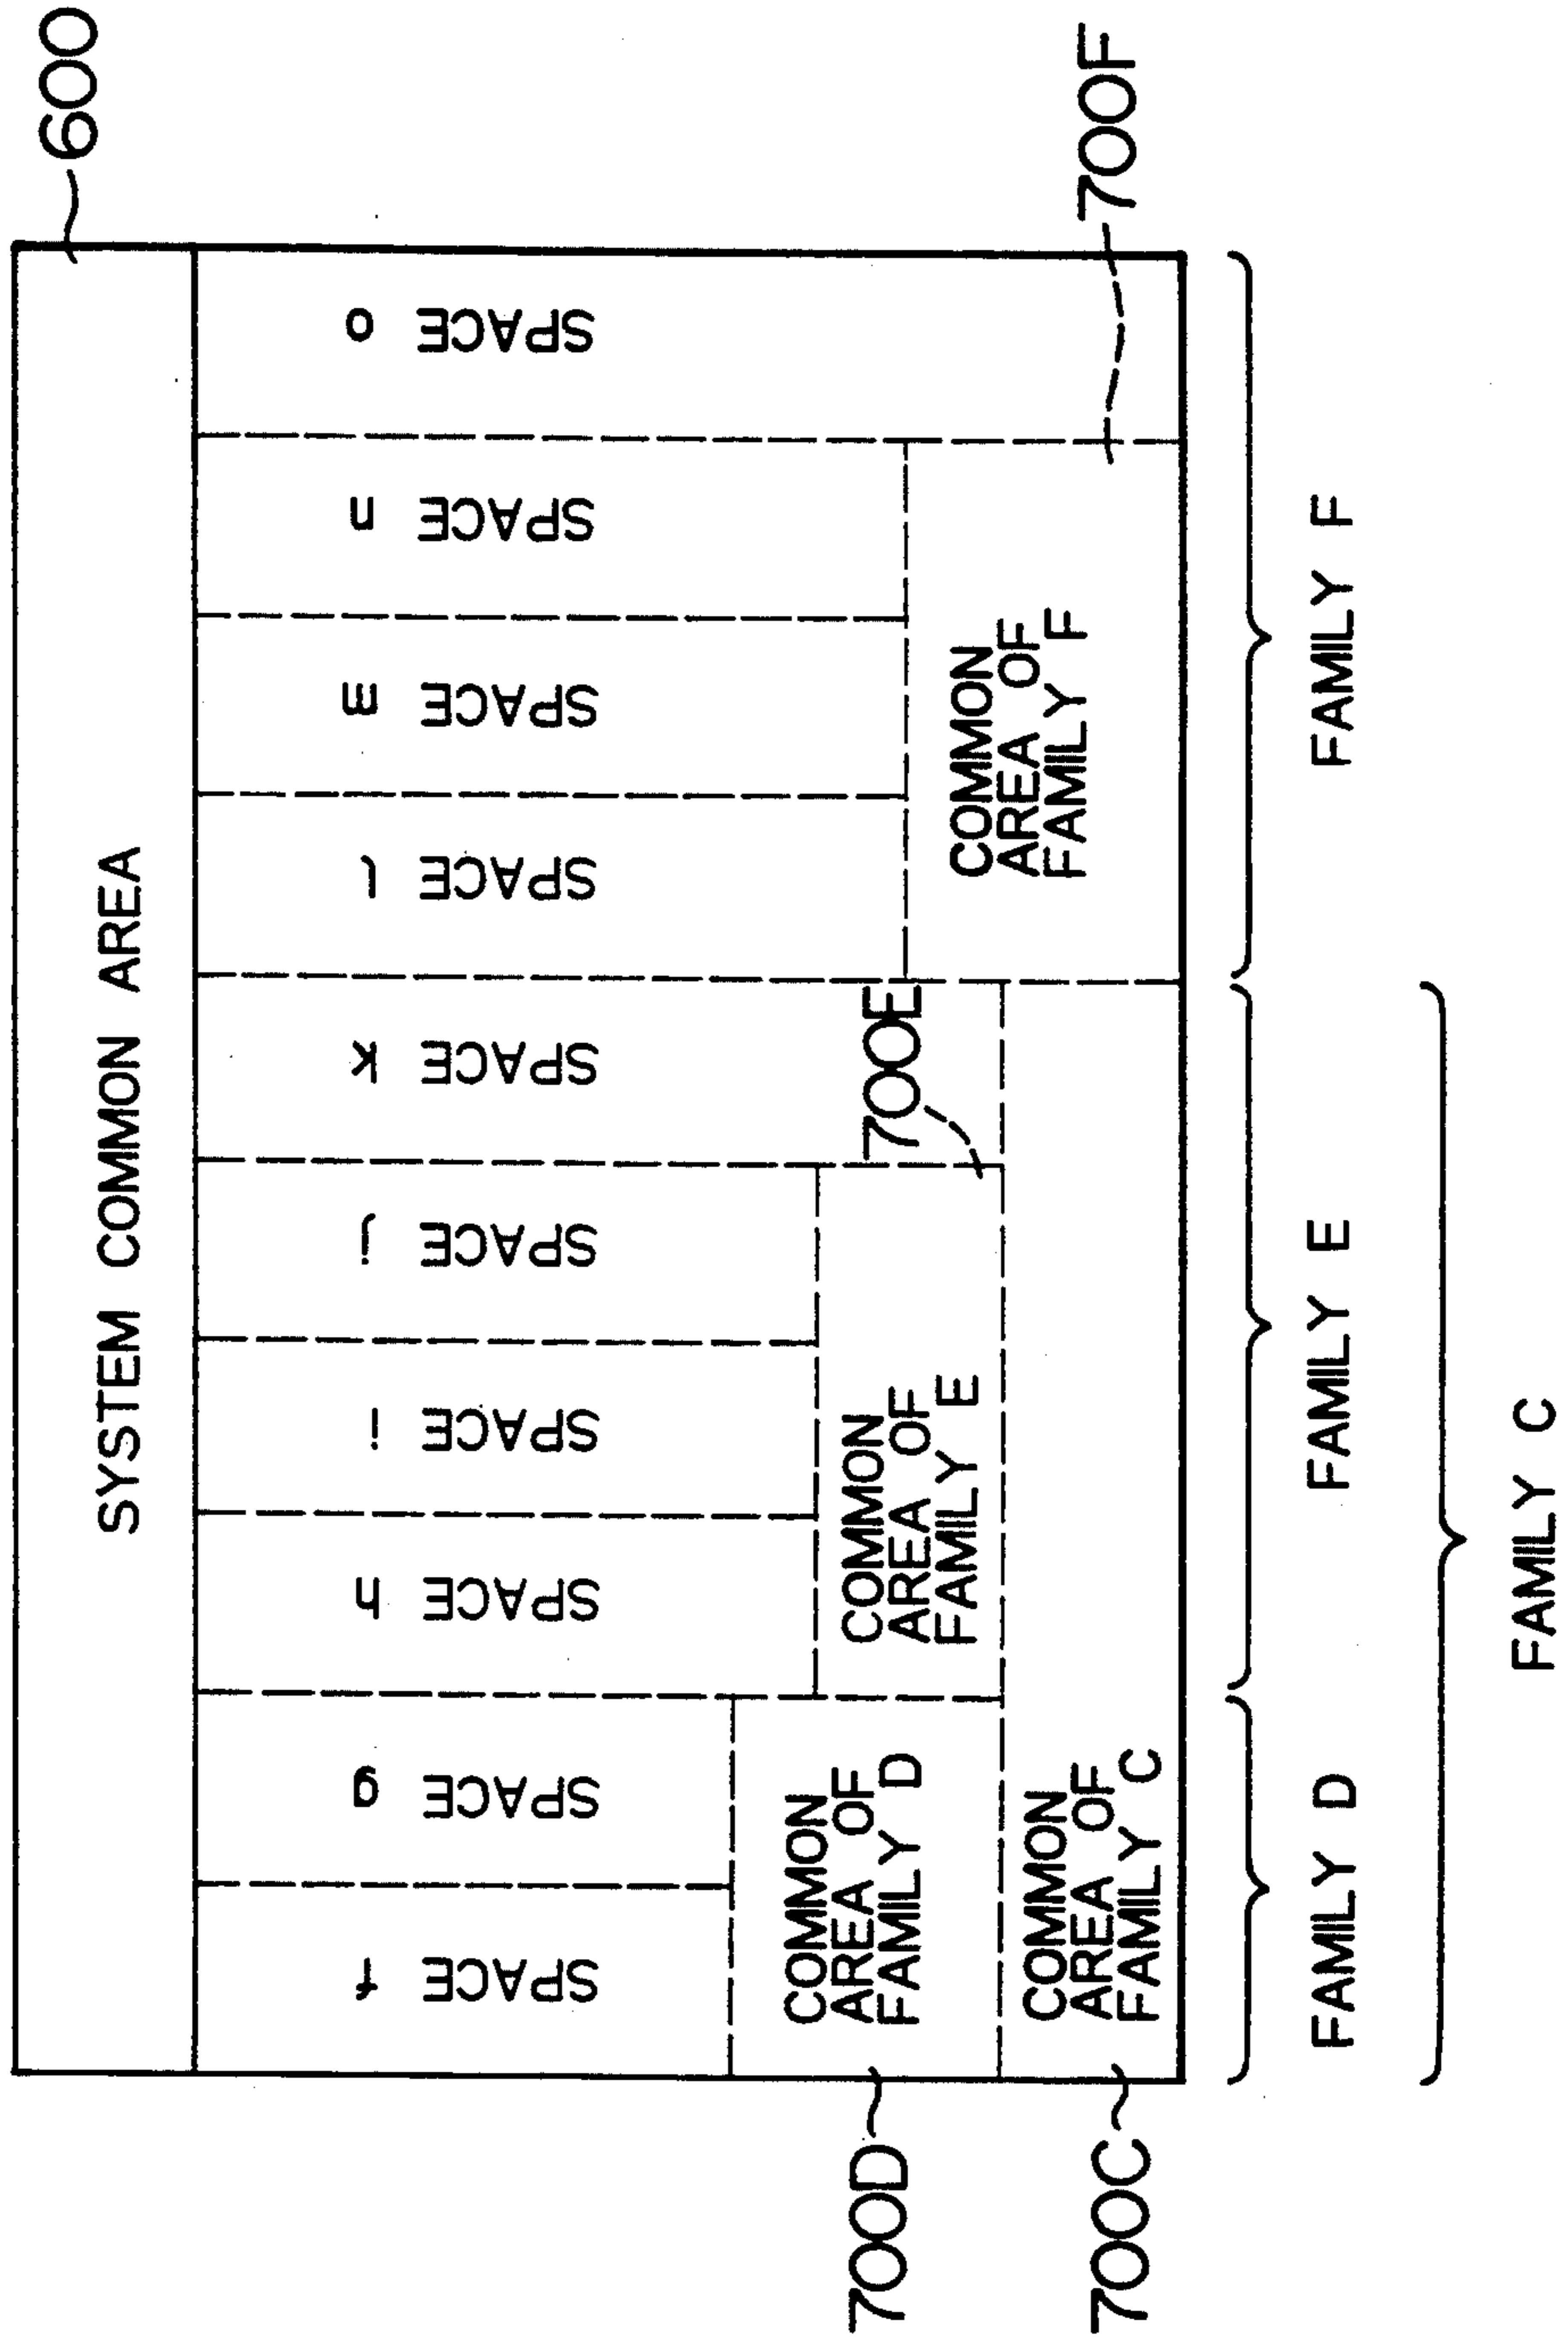 600
SYSTEM COMMON AREA
SPACE f
SPACE g
SPACE h
SPACE i
SPACE j
SPACE k
SPACE l
SPACE m
SPACE n
SPACE o
700D
COMMON
AREA OF
FAMILY D
COMMON
AREA OF
FAMILY E
700E
COMMON
AREA OF
FAMILY F
700F
700C
COMMON
AREA OF
FAMILY C
FAMILY D
FAMILY E
FAMILY F
FAMILY C